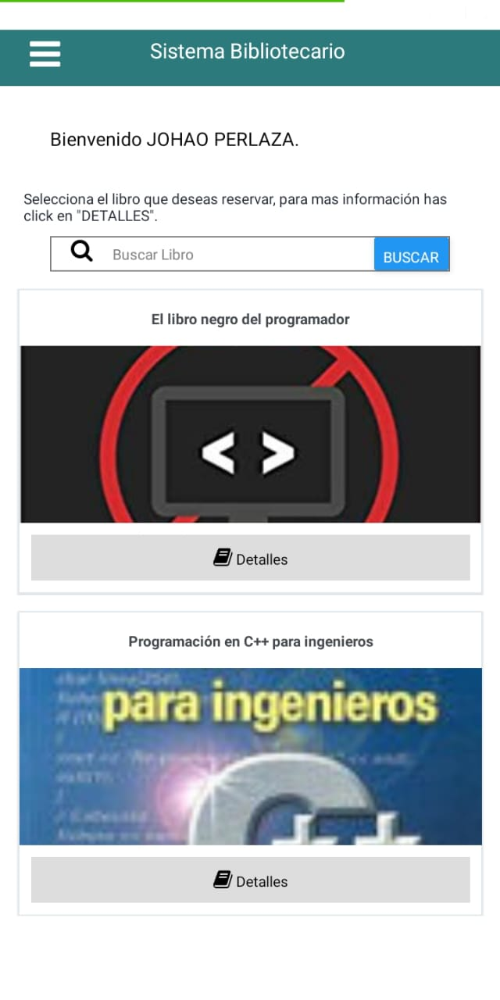 Sistema Bibliotecario
Bienvenido JOHAO PERLAZA.
Selecciona el libro que deseas reservar, para mas información has
click en "DETALLES".
Buscar Libro
BUSCAR
El libro negro del programador
< >
Detalles
Programación en C++ para ingenieros
para ingenieros
C++
Detalles